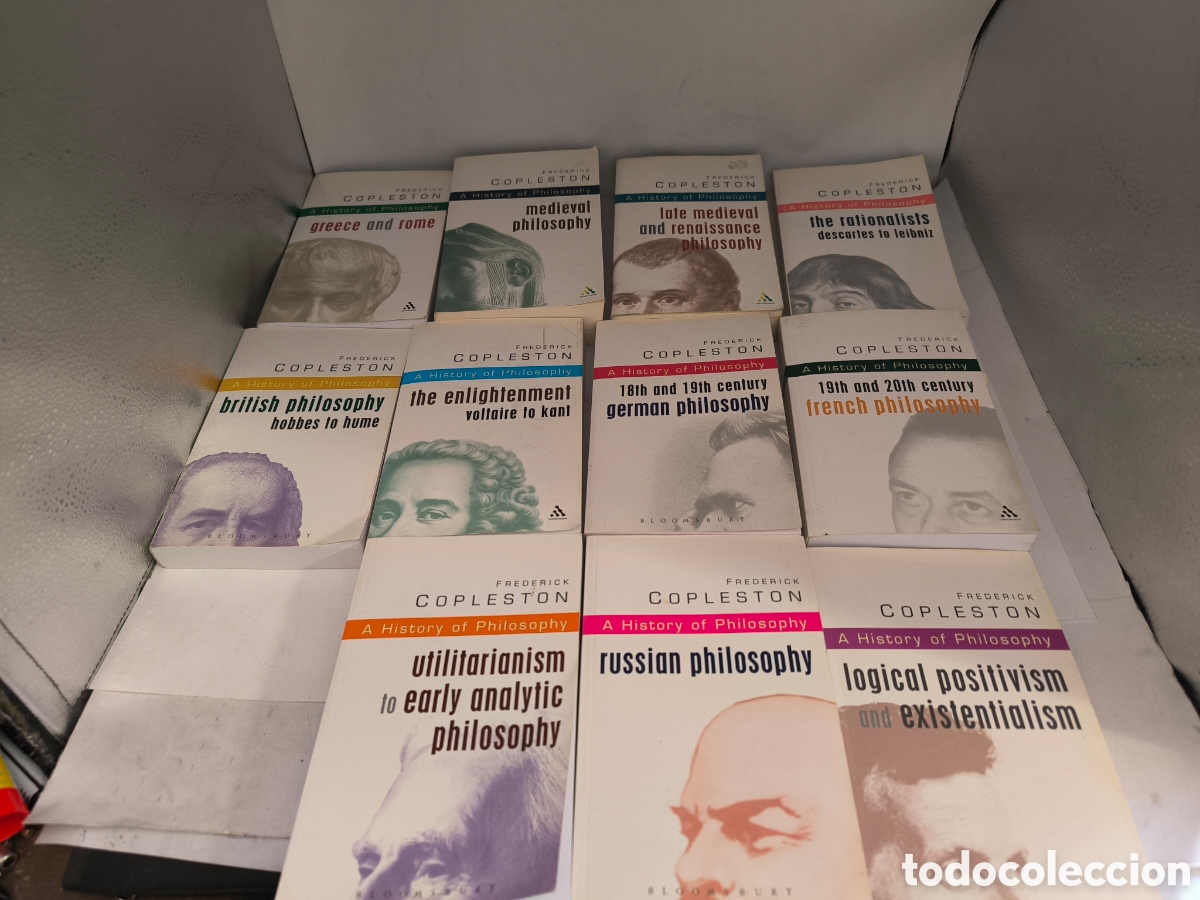 FREDERICK
COPLESTON
A History of Philosophy
greece and rome
FREDERICK
COPLESTON
A History of Philosophy
medieval
philosophy
FREDERICK
COPLESTON
A History of Philosophy
late medieval
and renaissance
philosophy
FREDERICK
COPLESTON
A History of Philosophy
the rationalists
descartes to leibniz
FREDERICK
COPLESTON
A History of Philosophy
british philosophy
hobbes to hume
BLOOMSBURY
FREDERICK
COPLESTON
A History of Philosophy
the enlightenment
voltaire to kant
FREDERICK
COPLESTON
A History of Philosophy
18th and 19th century
german philosophy
BLOOMSBURY
FREDERICK
COPLESTON
A History of Philosophy
19th and 20th century
french philosophy
FREDERICK
COPLESTON
A History of Philosophy
utilitarianism
to early analytic
philosophy
BLOOMSBURY
FREDERICK
COPLESTON
A History of Philosophy
russian philosophy
BLOOMSBURY
FREDERICK
COPLESTON
A History of Philosophy
logical positivism
and existentialism
todocoleccion